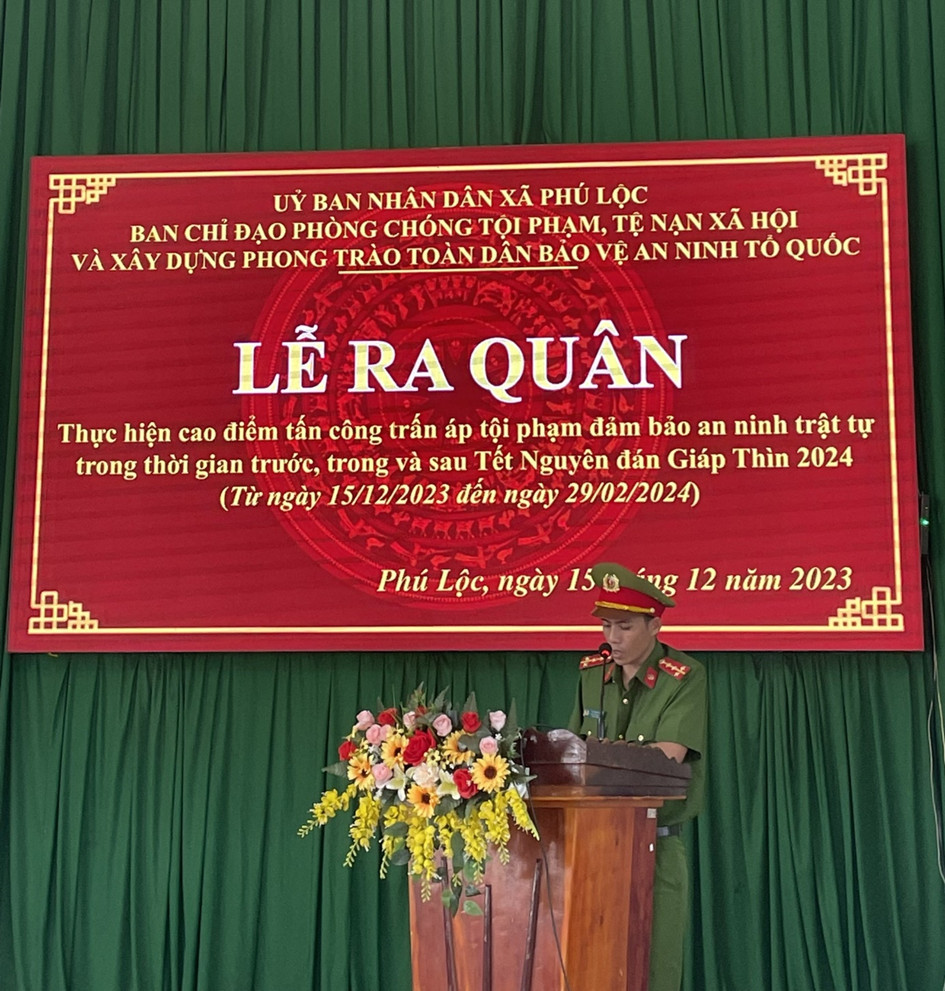 UỶ BAN NHÂN DÂN XÃ PHÚ LỘC
BAN CHỈ ĐẠO PHÒNG CHỐNG TỘI PHẠM, TỆ NẠN XÃ HỘI
VÀ XÂY DỰNG PHONG TRÀO TOÀN DÂN BẢO VỆ AN NINH TỔ QUỐC
LỄ RA QUÂN
Thực hiện cao điểm tấn công trấn áp tội phạm đảm bảo an ninh trật tự
trong thời gian trước, trong và sau Tết Nguyên đán Giáp Thìn 2024
(Từ ngày 15/12/2023 đến ngày 29/02/2024)
Phú Lộc, ngày 15 tháng 12 năm 2023